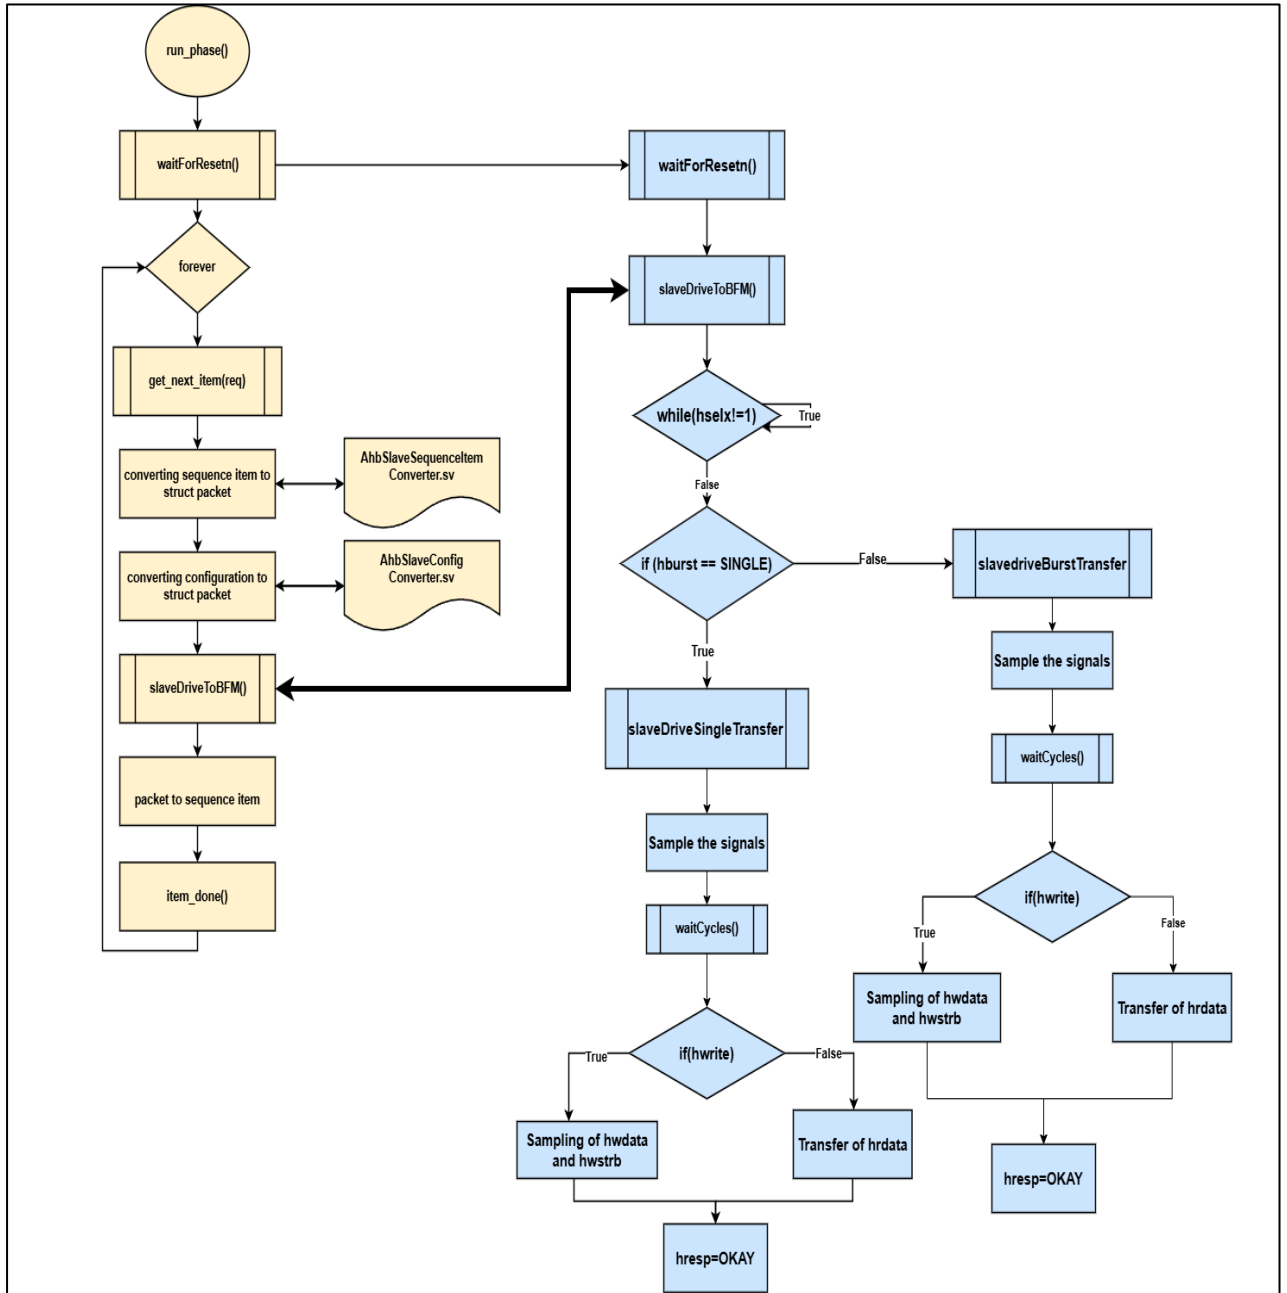 run_phase()
waitForResetn()
forever
get_next_item(req)
converting sequence item to
struct packet
AhbSlaveSequenceItem
Converter.sv
converting configuration to
struct packet
AhbSlaveConfig
Converter.sv
slaveDriveToBFM()
packet to sequence item
item_done()
waitForResetn()
slaveDriveToBFM()
while(hselx!=1)
True
False
if (hburst == SINGLE)
False
True
slaveDriveSingleTransfer
Sample the signals
waitCycles()
if(hwrite)
True
False
Sampling of hwdata
and hwstrb
Transfer of hrdata
hresp=OKAY
slavedriveBurstTransfer
Sample the signals
waitCycles()
if(hwrite)
True
False
Sampling of hwdata
and hwstrb
Transfer of hrdata
hresp=OKAY